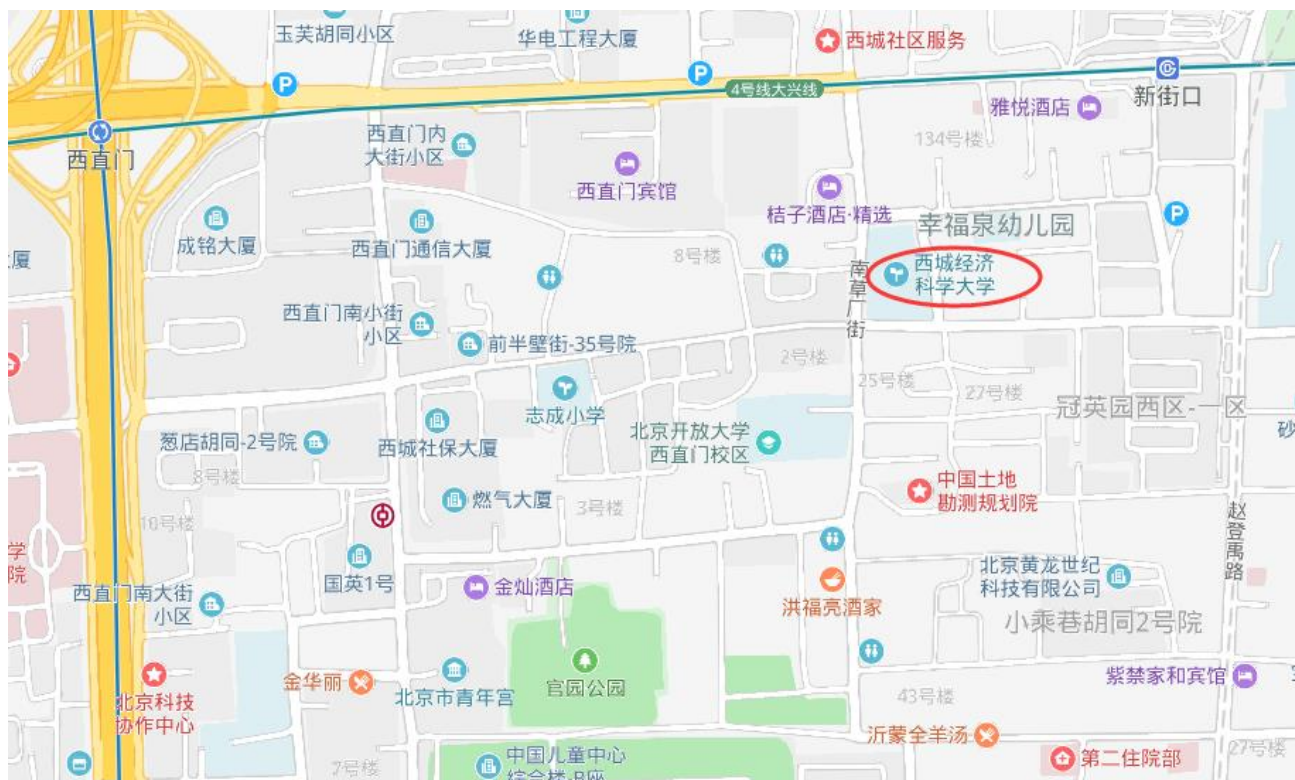 玉芙胡同小区
华电工程大厦
西城社区服务
P
P
4号线大兴线
新街口
雅悦酒店
西直门
西直门内
大街小区
134号楼
西直门宾馆
桔子酒店·精选
P
成铭大厦
西直门通信大厦
幸福泉幼儿园
厦
8号楼
西城经济
科学大学
南草厂街
西直门南小街
小区
前半壁街-35号院
2号楼
25号楼
27号楼
志成小学
冠英园西区-一区
砂
葱店胡同-2号院
西城社保大厦
北京开放大学
西直门校区
8号楼
中国土地
勘测规划院
燃气大厦
3号楼
10号楼
赵登禹路
学
院
国英1号
金灿酒店
北京黄龙世纪
科技有限公司
西直门南大街
小区
洪福亮酒家
小乘巷胡同2号院
北京科技
协作中心
金华丽
北京市青年宫
官园公园
紫禁家和宾馆
43号楼
沂蒙全羊汤
中国儿童中心
综合楼-B座
7号楼
第二住院部
27号楼